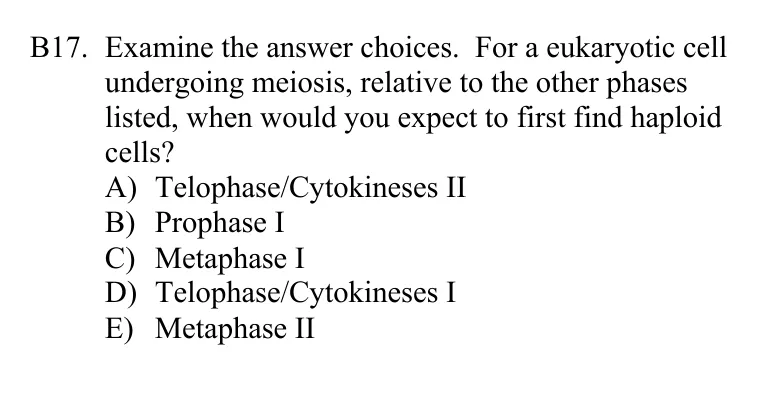 B17. Examine the answer choices. For a eukaryotic cell
undergoing meiosis, relative to the other phases
listed, when would you expect to first find haploid
cells?
A) Telophase/Cytokineses II
B) Prophase I
C) Metaphase I
D) Telophase/Cytokineses I
E) Metaphase II